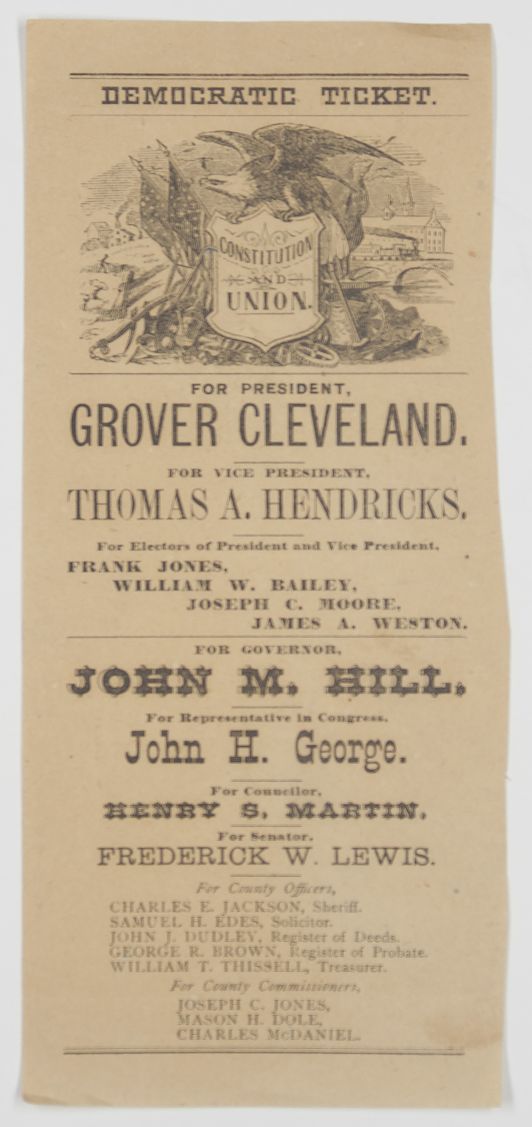 DEMOCRATIC TICKET.
CONSTITUTION
AND
UNION.
FOR PRESIDENT,
GROVER CLEVELAND.
FOR VICE PRESIDENT,
THOMAS A. HENDRICKS.
For Electors of President and Vice President,
FRANK JONES,
WILLIAM W. BAILEY,
JOSEPH C. MOORE,
JAMES A. WESTON.
FOR GOVERNOR,
JOHN M. HILL.
For Representative in Congress,
John H. George.
For Councilor,
HENRY S. MARTIN,
For Senator,
FREDERICK W. LEWIS.
For County Officers,
CHARLES E. JACKSON, Sheriff.
SAMUEL H. EDES, Solicitor.
JOHN J. DUDLEY, Register of Deeds.
GEORGE R. BROWN, Register of Probate.
WILLIAM T. THISSELL, Treasurer.
For County Commissioners,
JOSEPH C. JONES,
MASON H. DOLE,
CHARLES McDANIEL.